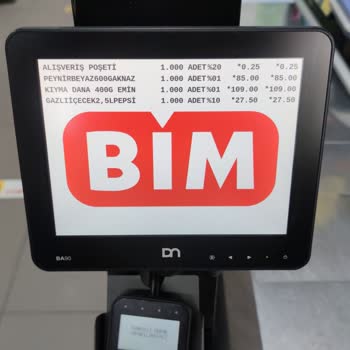 ALIŞVERİŞ POŞETİ 1.000 ADET%20 *0.25 *0.25
PEYNİRBEYAZ600GAKNAZ 1.000 ADET%01 *85.00 *85.00
KIYMA DANA 400G EMİN 1.000 ADET%01 *109.00 *109.00
GAZLIİÇECEK2,5LPEPSİ 1.000 ADET%10 *27.50 *27.50
BİM
DN
BA90